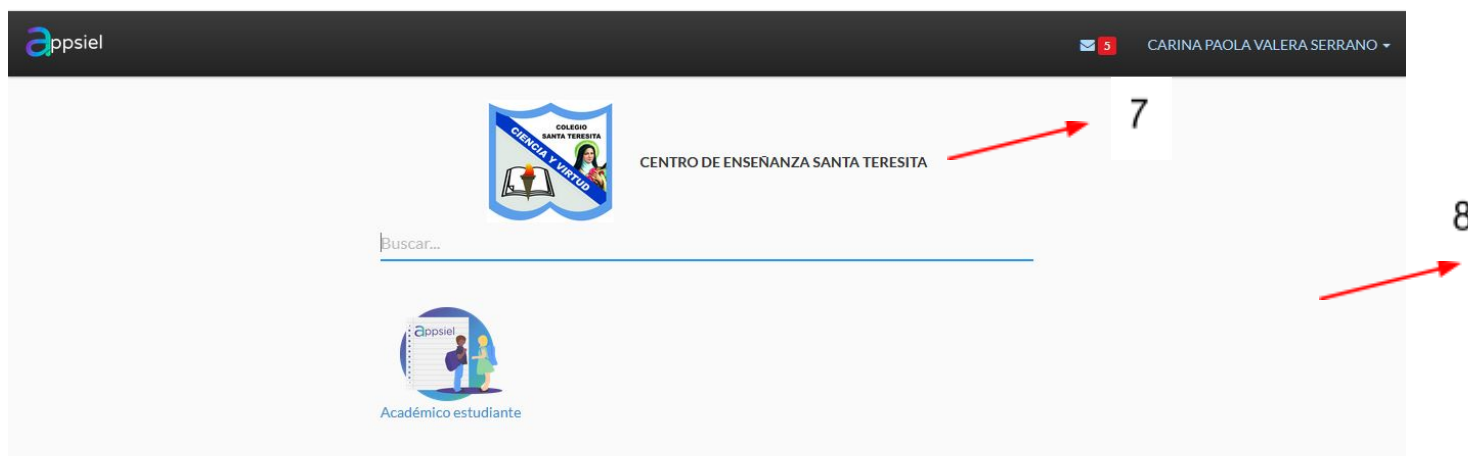 appsiel
5
CARINA PAOLA VALERA SERRANO
COLEGIO
SANTA TERESITA
CIENCIA Y VIRTUD
CENTRO DE ENSEÑANZA SANTA TERESITA
7
8
Buscar...
appsiel
Académico estudiante